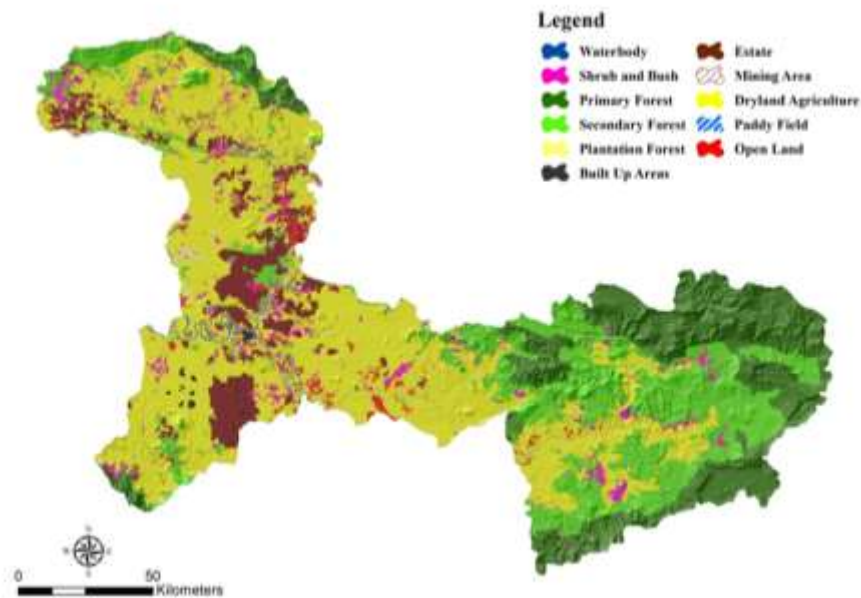 Legend
Waterbody
Shrub and Bush
Primary Forest
Secondary Forest
Plantation Forest
Built Up Areas
Estate
Mining Area
Dryland Agriculture
Paddy Field
Open Land
0 50
Kilometers